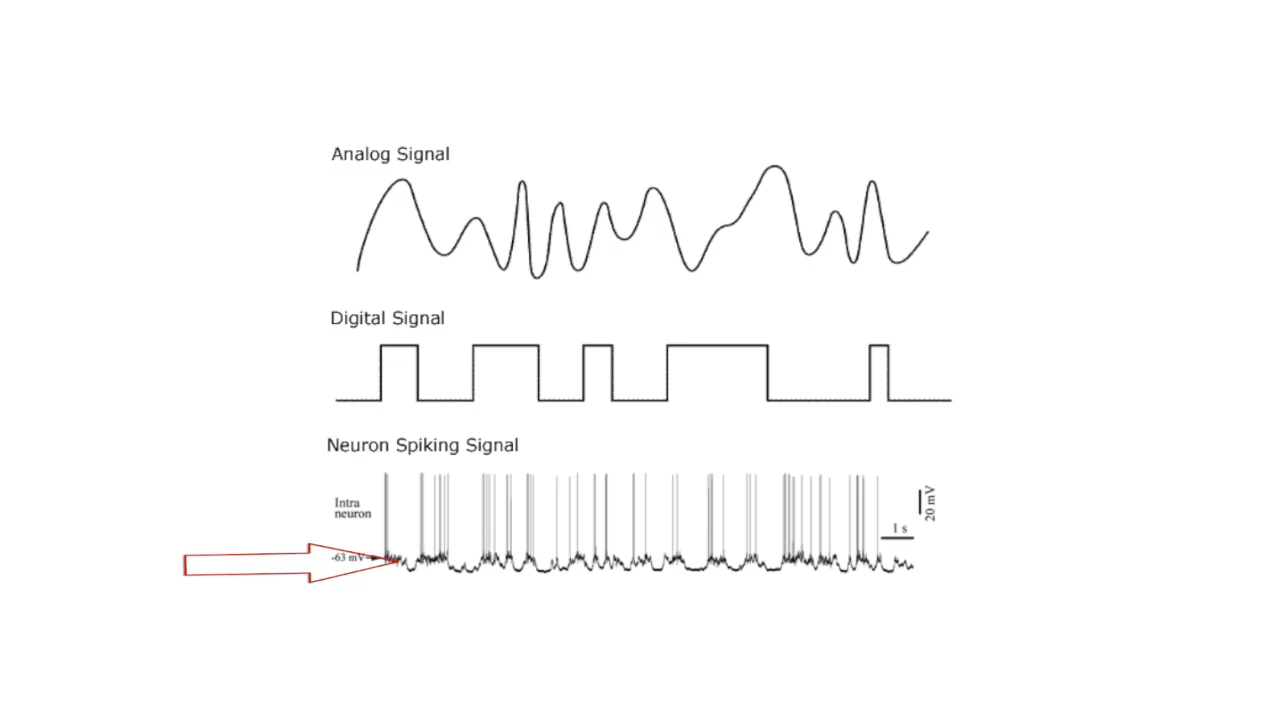 Analog Signal
Digital Signal
Neuron Spiking Signal
Intra
neuron
20 mV
1 s
-63 mV